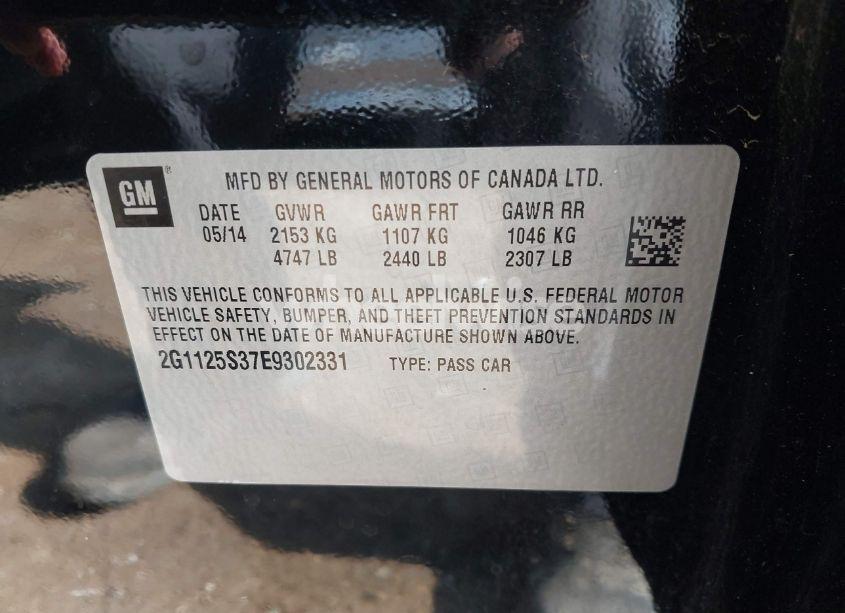 GM ®
MFD BY GENERAL MOTORS OF CANADA LTD.
DATE GVWR GAWR FRT GAWR RR
05/14 2153 KG 1107 KG 1046 KG
4747 LB 2440 LB 2307 LB
THIS VEHICLE CONFORMS TO ALL APPLICABLE U.S. FEDERAL MOTOR
VEHICLE SAFETY, BUMPER, AND THEFT PREVENTION STANDARDS IN
EFFECT ON THE DATE OF MANUFACTURE SHOWN ABOVE.
2G1125S37E9302331 TYPE: PASS CAR